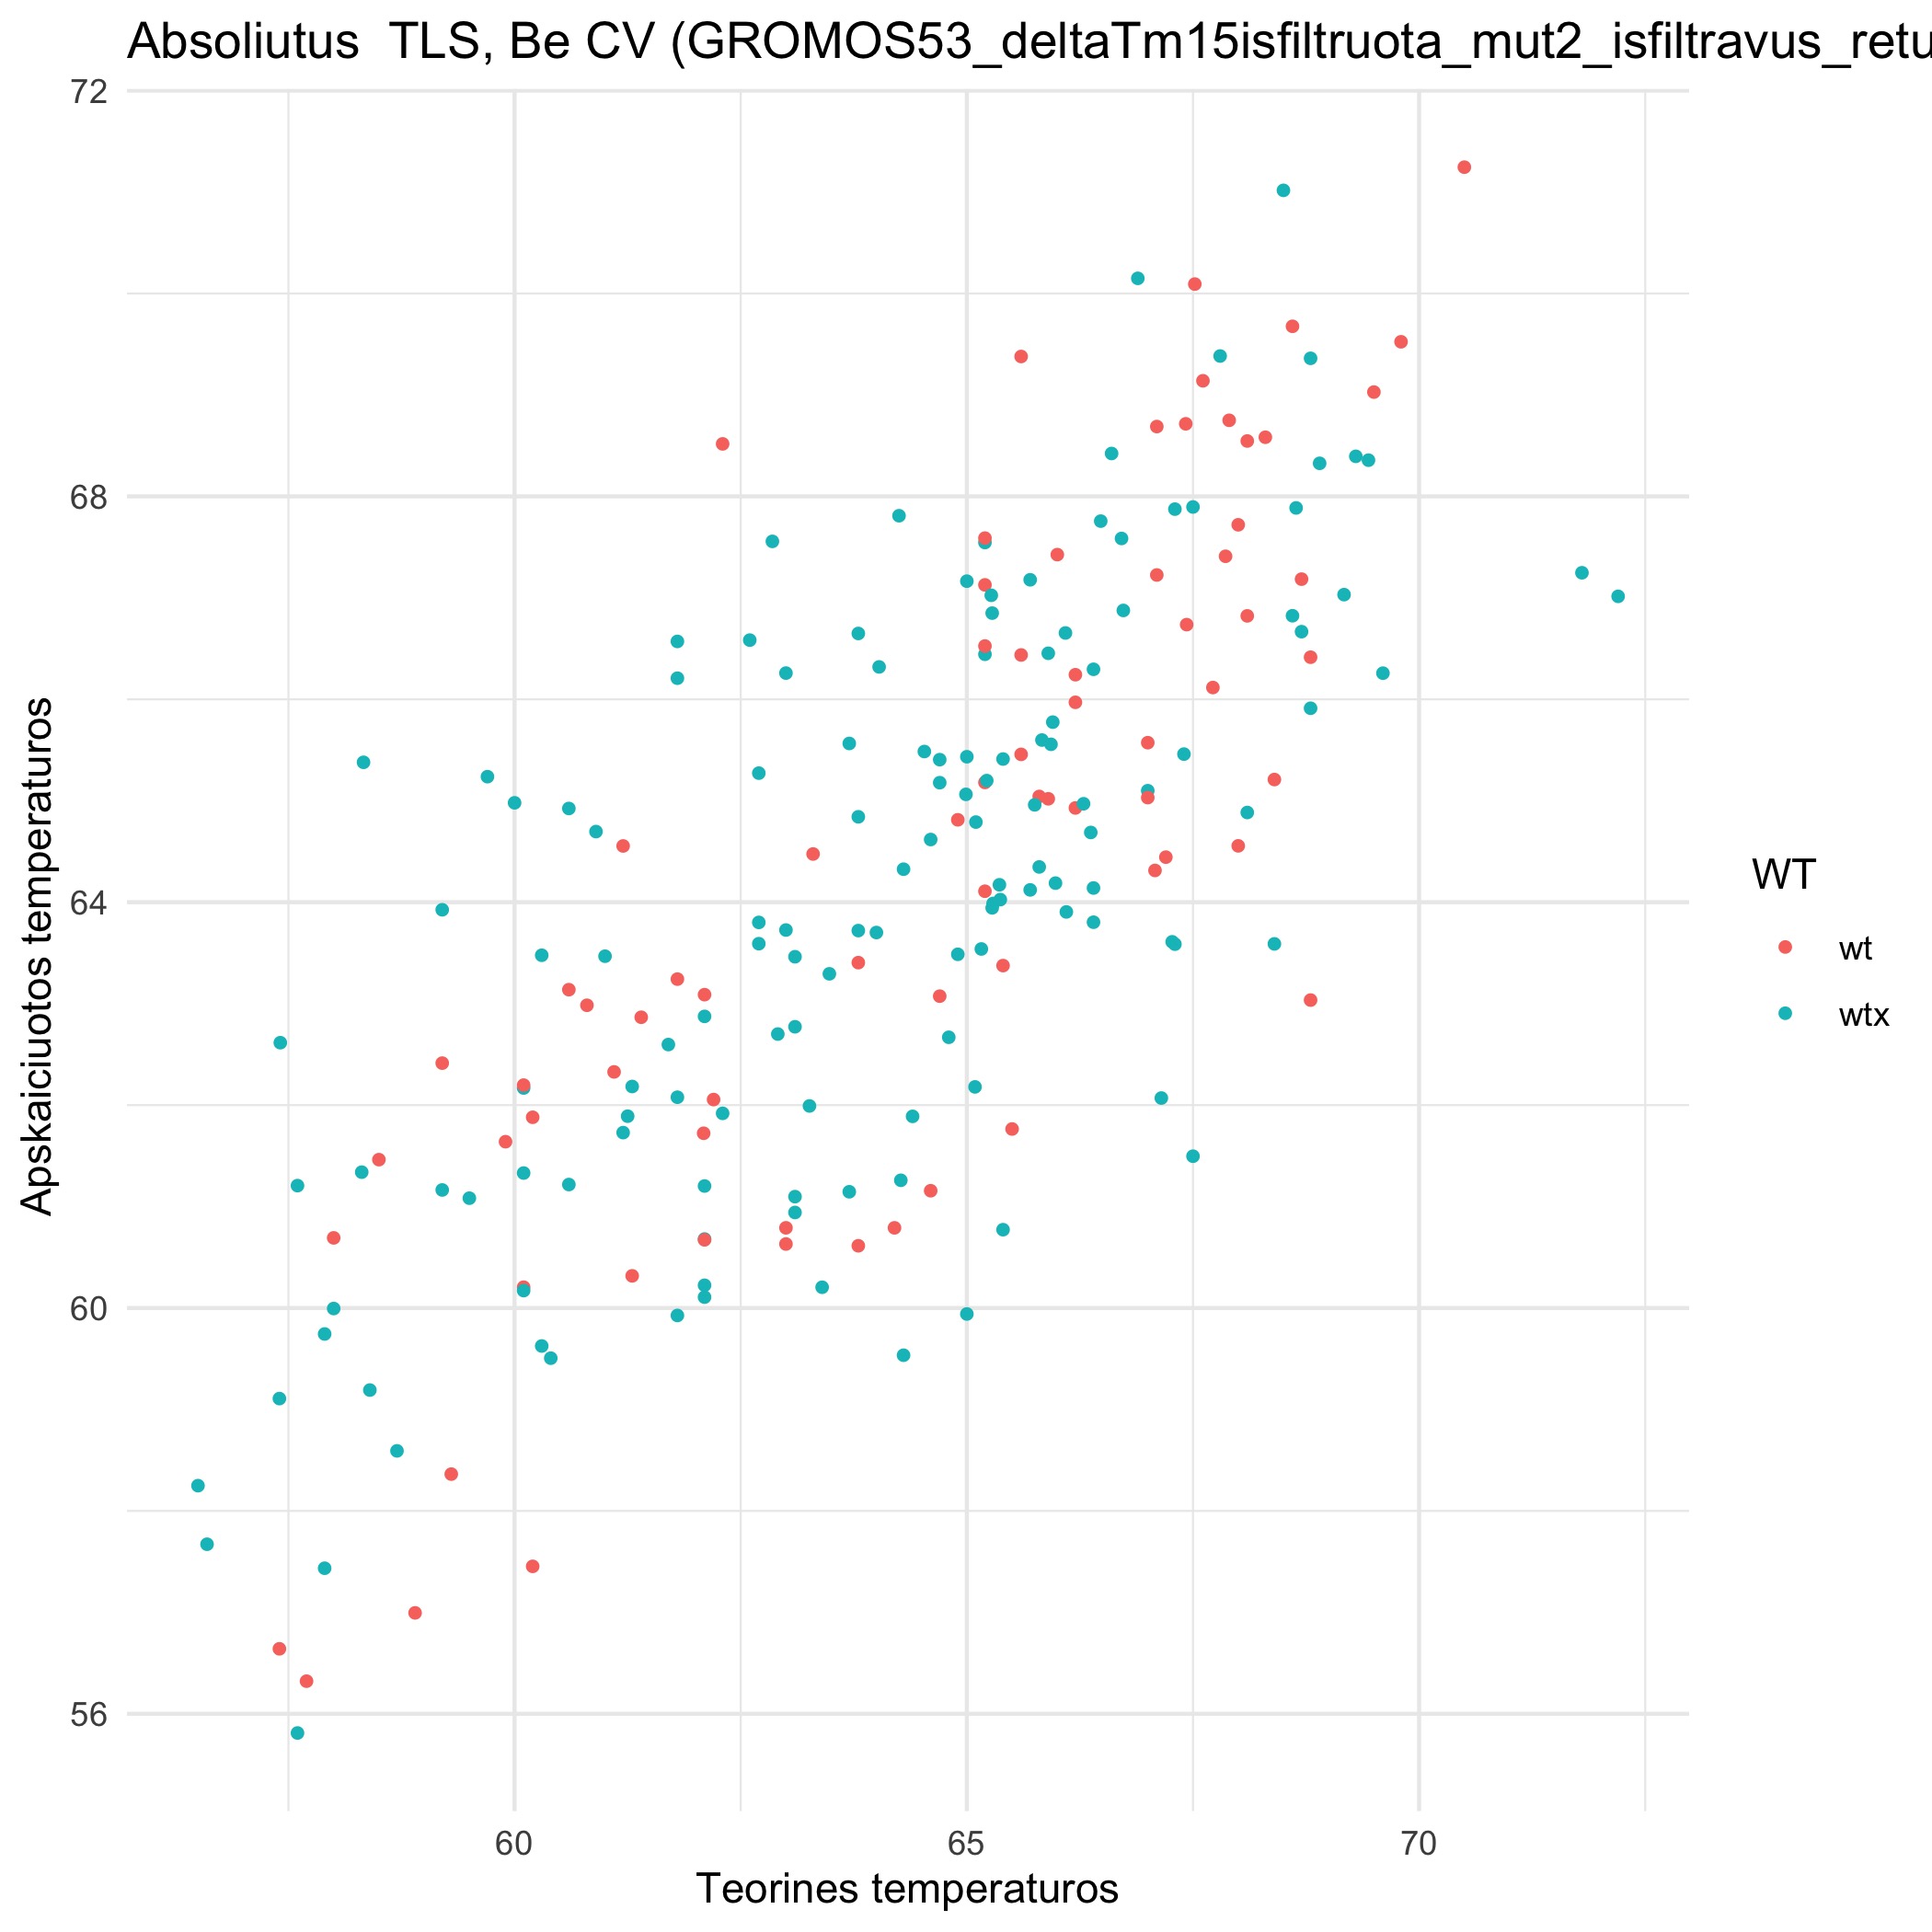 Absoliutus  TLS, Be CV (GROMOS53_deltaTm15isfiltruota_mut2_isfiltravus_retu
72
68
64
60
56
Apskaiciuotos temperaturos
60
65
70
Teorines temperaturos
WT
wt
wtx